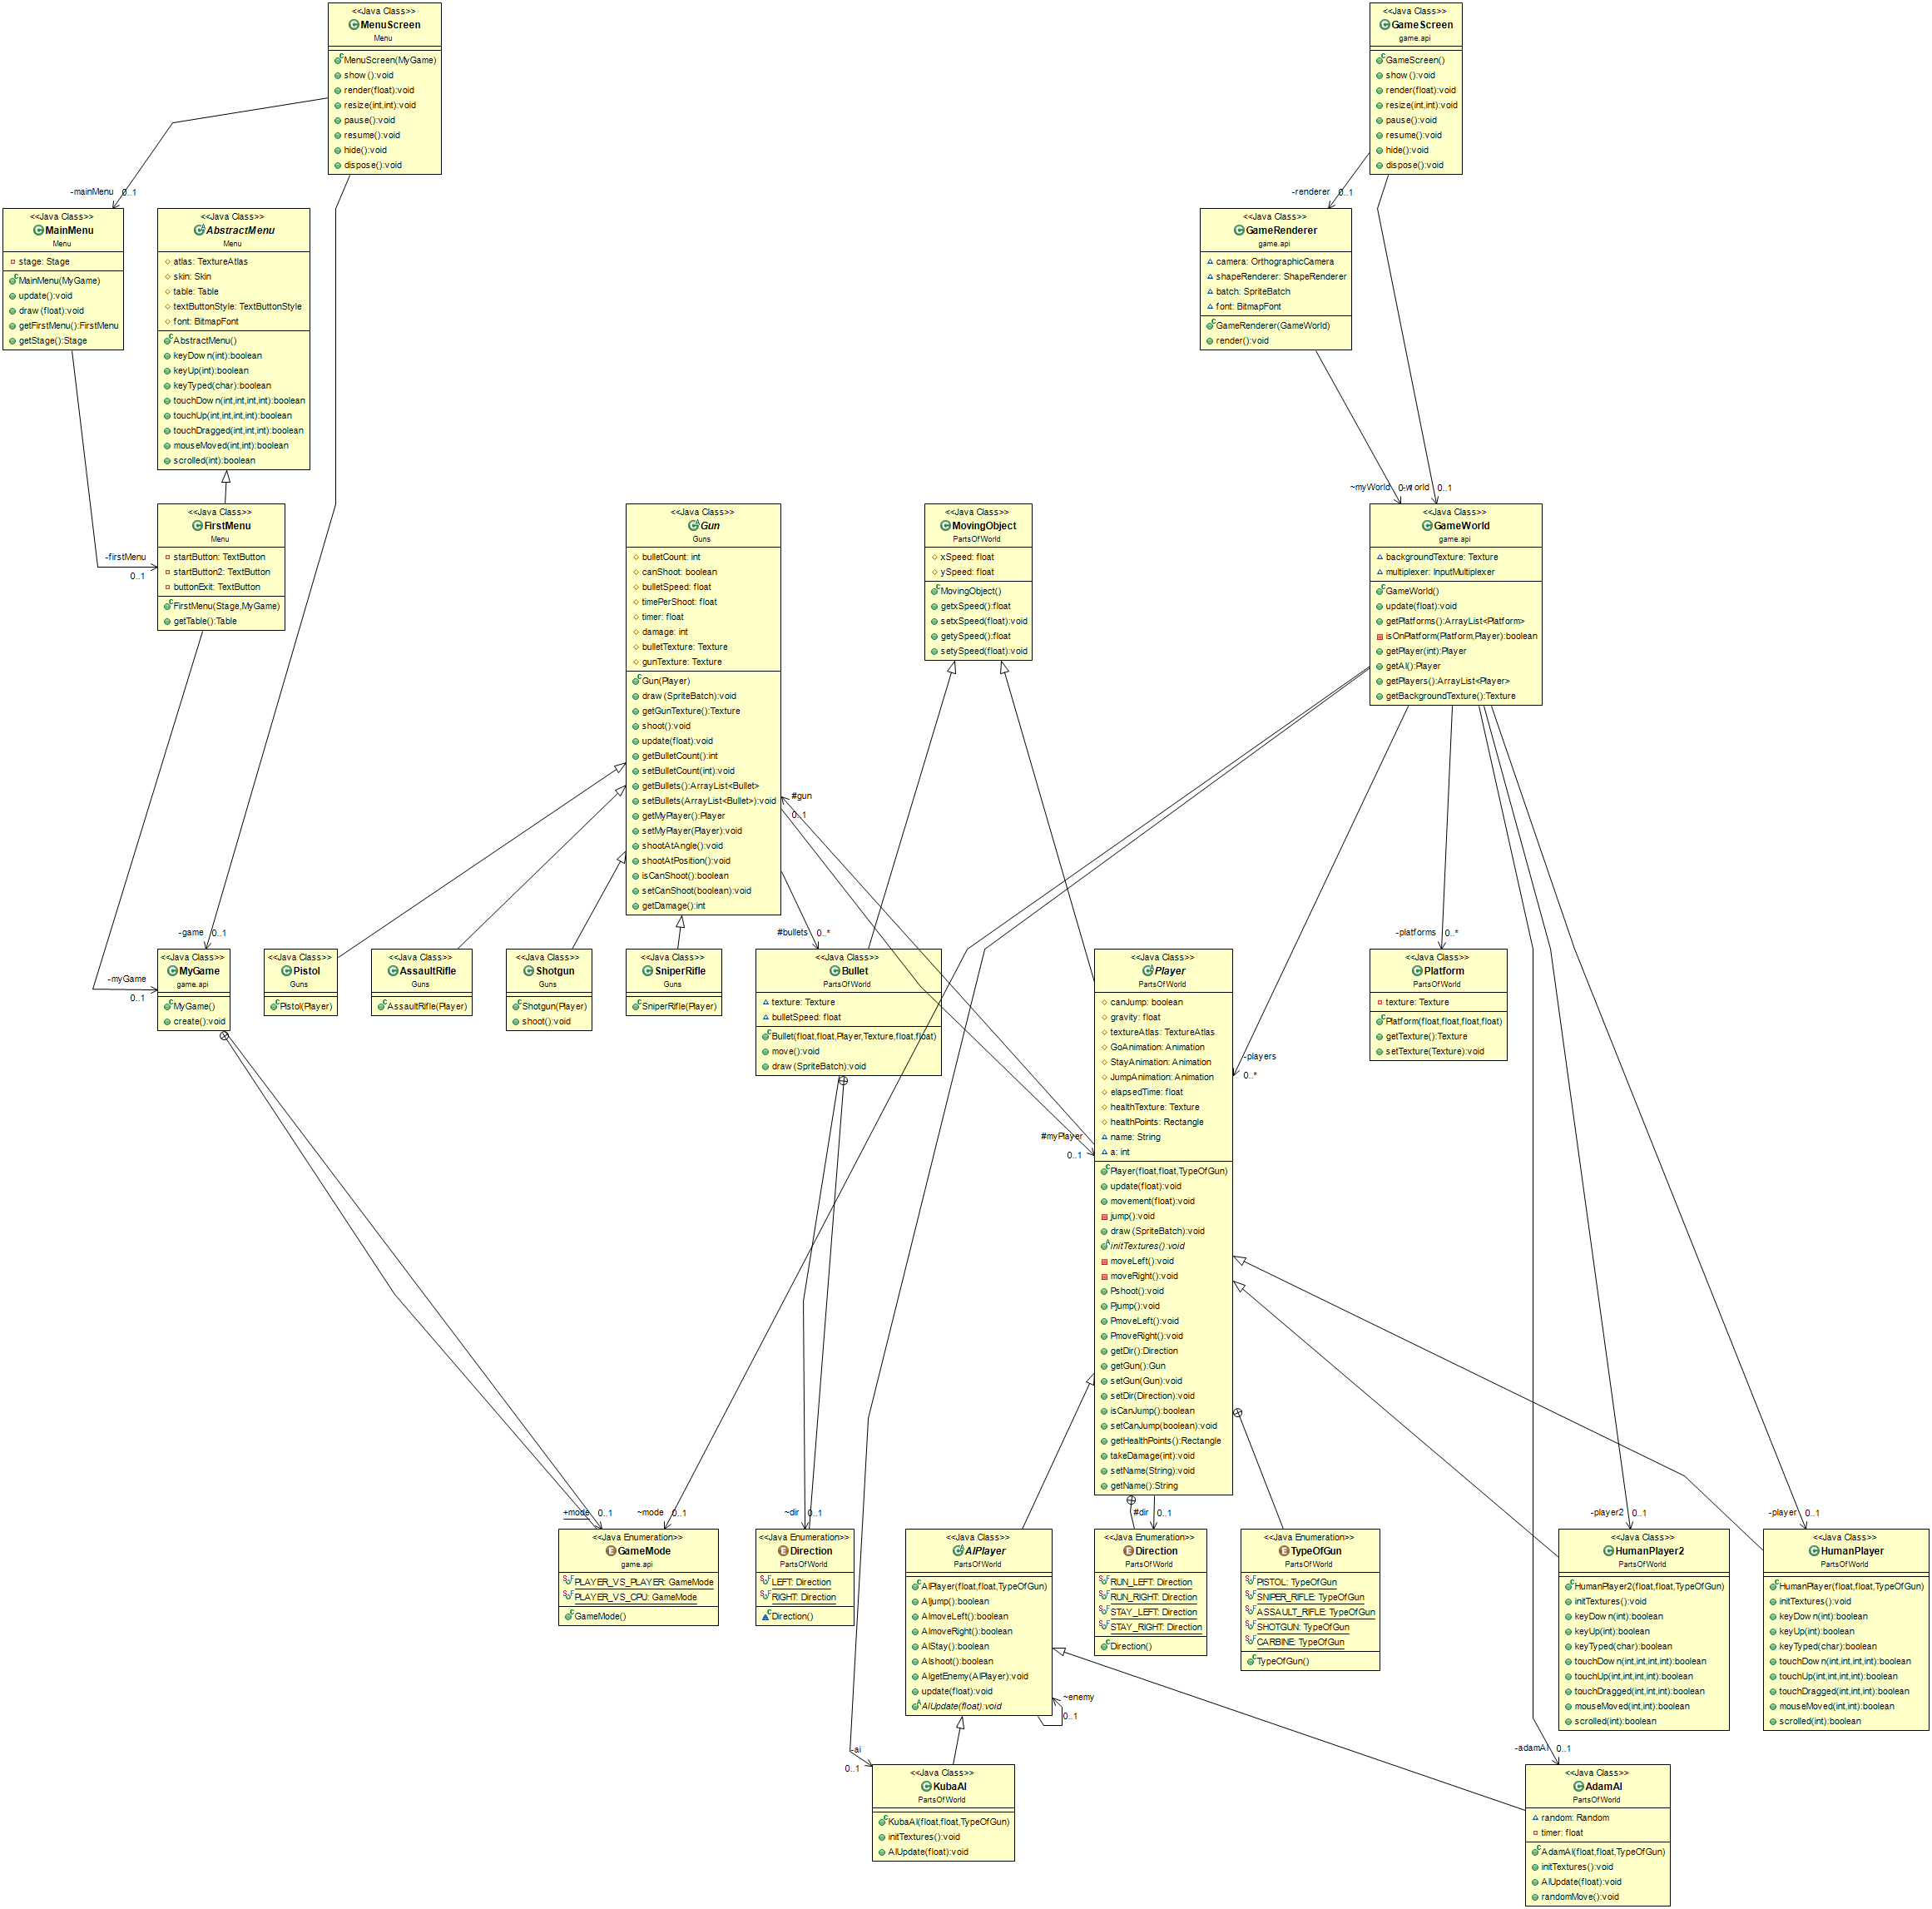 <<Java Class>>
MenuScreen
Menu
MenuScreen(MyGame)
show():void
render(float):void
resize(int,int):void
pause():void
resume():void
hide():void
dispose():void
<<Java Class>>
GameScreen
game.api
GameScreen()
show():void
render(float):void
resize(int,int):void
pause():void
resume():void
hide():void
dispose():void
-mainMenu 0..1
-renderer 0..1
<<Java Class>>
MainMenu
Menu
stage: Stage
MainMenu(MyGame)
update():void
draw(float):void
getFirstMenu():FirstMenu
getStage():Stage
<<Java Class>>
AbstractMenu
Menu
atlas: TextureAtlas
skin: Skin
table: Table
textButtonStyle: TextButtonStyle
font: BitmapFont
AbstractMenu()
keyDown(int):boolean
keyUp(int):boolean
keyTyped(char):boolean
touchDown(int,int,int,int):boolean
touchUp(int,int,int,int):boolean
touchDragged(int,int,int):boolean
mouseMoved(int,int):boolean
scrolled(int):boolean
<<Java Class>>
GameRenderer
game.api
camera: OrthographicCamera
shapeRenderer: ShapeRenderer
batch: SpriteBatch
font: BitmapFont
GameRenderer(GameWorld)
render():void
-firstMenu
0..1
<<Java Class>>
FirstMenu
Menu
startButton: TextButton
startButton2: TextButton
buttonExit: TextButton
FirstMenu(Stage,MyGame)
getTable():Table
<<Java Class>>
Gun
Guns
bulletCount: int
canShoot: boolean
bulletSpeed: float
timePerShoot: float
timer: float
damage: int
bulletTexture: Texture
gunTexture: Texture
Gun(Player)
draw(SpriteBatch):void
getGunTexture():Texture
shoot():void
update(float):void
getBulletCount():int
setBulletCount(int):void
getBullets():ArrayList<Bullet>
setBullets(ArrayList<Bullet>):void
getMyPlayer():Player
setMyPlayer(Player):void
shootAtAngle():void
shootAtPosition():void
isCanShoot():boolean
setCanShoot(boolean):void
getDamage():int
<<Java Class>>
MovingObject
PartsOfWorld
xSpeed: float
ySpeed: float
MovingObject()
getxSpeed():float
setxSpeed(float):void
getySpeed():float
setySpeed(float):void
~myWorld 0..1
-world 0..1
<<Java Class>>
GameWorld
game.api
backgroundTexture: Texture
multiplexer: InputMultiplexer
GameWorld()
update(float):void
getPlatforms():ArrayList<Platform>
isOnPlatform(Platform,Player):boolean
getPlayer(int):Player
getAI():Player
getPlayers():ArrayList<Player>
getBackgroundTexture():Texture
#gun
0..1
-game 0..1
-myGame
0..1
<<Java Class>>
MyGame
game.api
MyGame()
create():void
<<Java Class>>
Pistol
Guns
Pistol(Player)
<<Java Class>>
AssaultRifle
Guns
AssaultRifle(Player)
<<Java Class>>
Shotgun
Guns
Shotgun(Player)
shoot():void
<<Java Class>>
SniperRifle
Guns
SniperRifle(Player)
#bullets 0..*
<<Java Class>>
Bullet
PartsOfWorld
texture: Texture
bulletSpeed: float
Bullet(float,float,Player,Texture,float,float)
move():void
draw(SpriteBatch):void
#myPlayer
0..1
<<Java Class>>
Player
PartsOfWorld
canJump: boolean
gravity: float
textureAtlas: TextureAtlas
GoAnimation: Animation
StayAnimation: Animation
JumpAnimation: Animation
elapsedTime: float
healthTexture: Texture
healthPoints: Rectangle
name: String
a: int
Player(float,float,TypeOfGun)
update(float):void
movement(float):void
jump():void
draw(SpriteBatch):void
initTextures():void
moveLeft():void
moveRight():void
Pshoot():void
Pjump():void
PmoveLeft():void
PmoveRight():void
getDir():Direction
getGun():Gun
setGun(Gun):void
setDir(Direction):void
isCanJump():boolean
setCanJump(boolean):void
getHealthPoints():Rectangle
takeDamage(int):void
setName(String):void
getName():String
-players
0..*
-platforms 0..*
<<Java Class>>
Platform
PartsOfWorld
texture: Texture
Platform(float,float,float,float)
getTexture():Texture
setTexture(Texture):void
+mode 0..1
~mode 0..1
<<Java Enumeration>>
GameMode
game.api
PLAYER_VS_PLAYER: GameMode
PLAYER_VS_CPU: GameMode
GameMode()
~dir 0..1
<<Java Enumeration>>
Direction
PartsOfWorld
LEFT: Direction
RIGHT: Direction
Direction()
<<Java Class>>
AIPlayer
PartsOfWorld
AIPlayer(float,float,TypeOfGun)
AIjump():boolean
AImoveLeft():boolean
AImoveRight():boolean
AIStay():boolean
AIshoot():boolean
AIgetEnemy(AIPlayer):void
update(float):void
AIUpdate(float):void
~enemy
0..1
#dir 0..1
<<Java Enumeration>>
Direction
PartsOfWorld
RUN_LEFT: Direction
RUN_RIGHT: Direction
STAY_LEFT: Direction
STAY_RIGHT: Direction
Direction()
<<Java Enumeration>>
TypeOfGun
PartsOfWorld
PISTOL: TypeOfGun
SNIPER_RIFLE: TypeOfGun
ASSAULT_RIFLE: TypeOfGun
SHOTGUN: TypeOfGun
CARBINE: TypeOfGun
TypeOfGun()
-player2 0..1
<<Java Class>>
HumanPlayer2
PartsOfWorld
HumanPlayer2(float,float,TypeOfGun)
initTextures():void
keyDown(int):boolean
keyUp(int):boolean
keyTyped(char):boolean
touchDown(int,int,int,int):boolean
touchUp(int,int,int,int):boolean
touchDragged(int,int,int):boolean
mouseMoved(int,int):boolean
scrolled(int):boolean
-player 0..1
<<Java Class>>
HumanPlayer
PartsOfWorld
HumanPlayer(float,float,TypeOfGun)
initTextures():void
keyDown(int):boolean
keyUp(int):boolean
keyTyped(char):boolean
touchDown(int,int,int,int):boolean
touchUp(int,int,int,int):boolean
touchDragged(int,int,int):boolean
mouseMoved(int,int):boolean
scrolled(int):boolean
-ai
0..1
<<Java Class>>
KubaAI
PartsOfWorld
KubaAI(float,float,TypeOfGun)
initTextures():void
AIUpdate(float):void
-adamAI 0..1
<<Java Class>>
AdamAI
PartsOfWorld
random: Random
timer: float
AdamAI(float,float,TypeOfGun)
initTextures():void
AIUpdate(float):void
randomMove():void